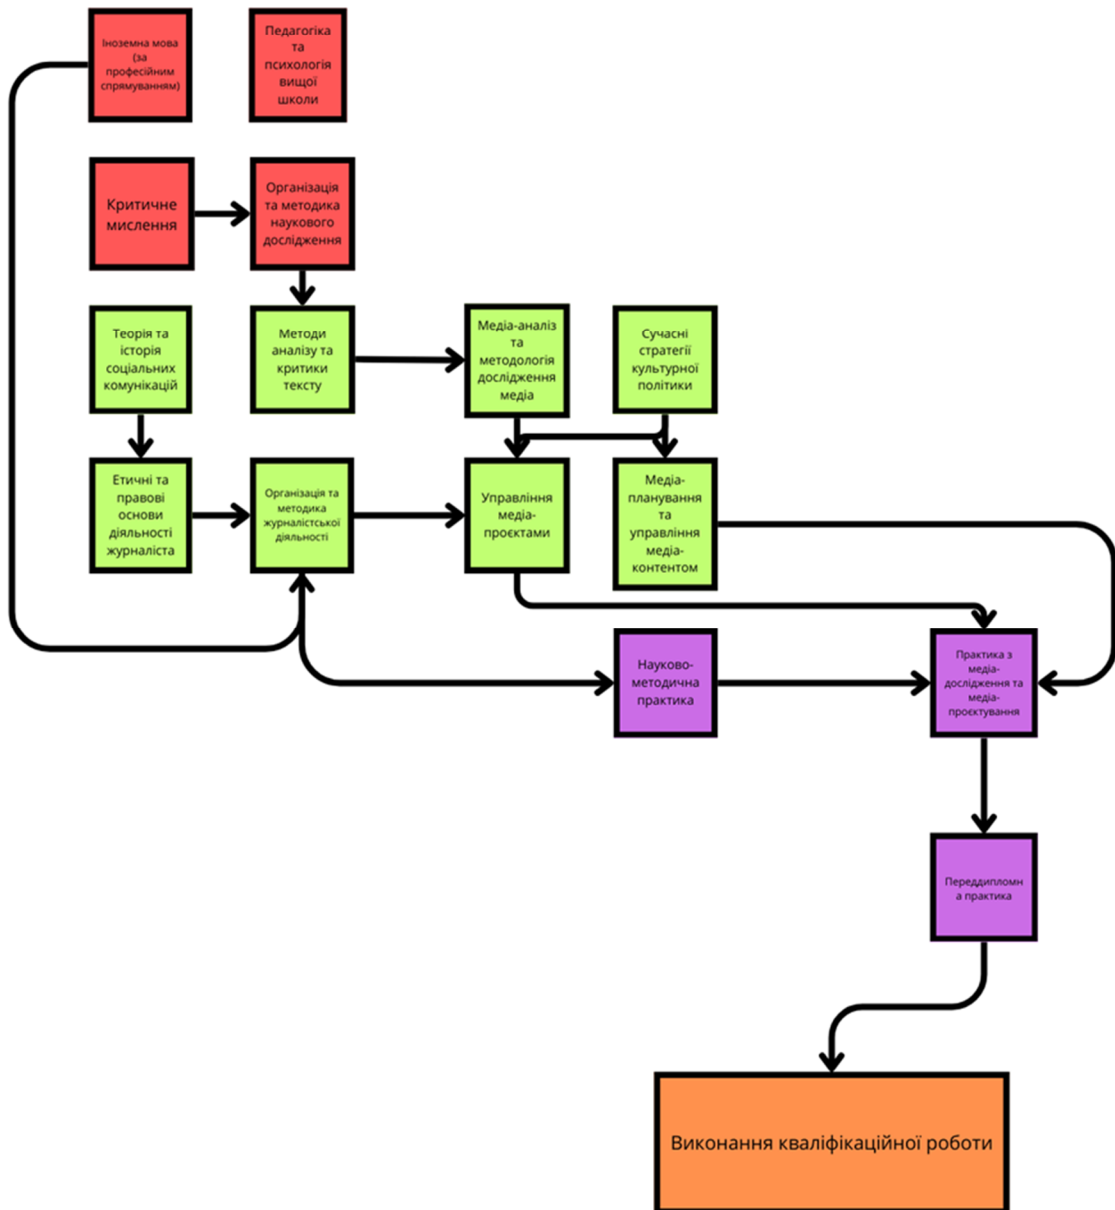 Іноземна мова
(за
професійним
спрямуванням)
Педагогіка
та
психологія
вищої
школи
Критичне
мислення
Організація
та методика
наукового
дослідження
Теорія та
історія
соціальних
комунікацій
Методи
аналізу та
критики
тексту
Медіа-аналіз
та
методологія
дослідження
медіа
Сучасні
стратегії
культурної
політики
Етичні та
правові
основи
діяльності
журналіста
Організація та
методика
журналістської
діяльності
Управління
медіа-
проєктами
Медіа-
планування
та
управління
медіа-
контентом
Науково-
методична
практика
Практика з
медіа-
дослідження та
медіа-
проєктування
Переддипломн
а практика
Виконання кваліфікаційної роботи